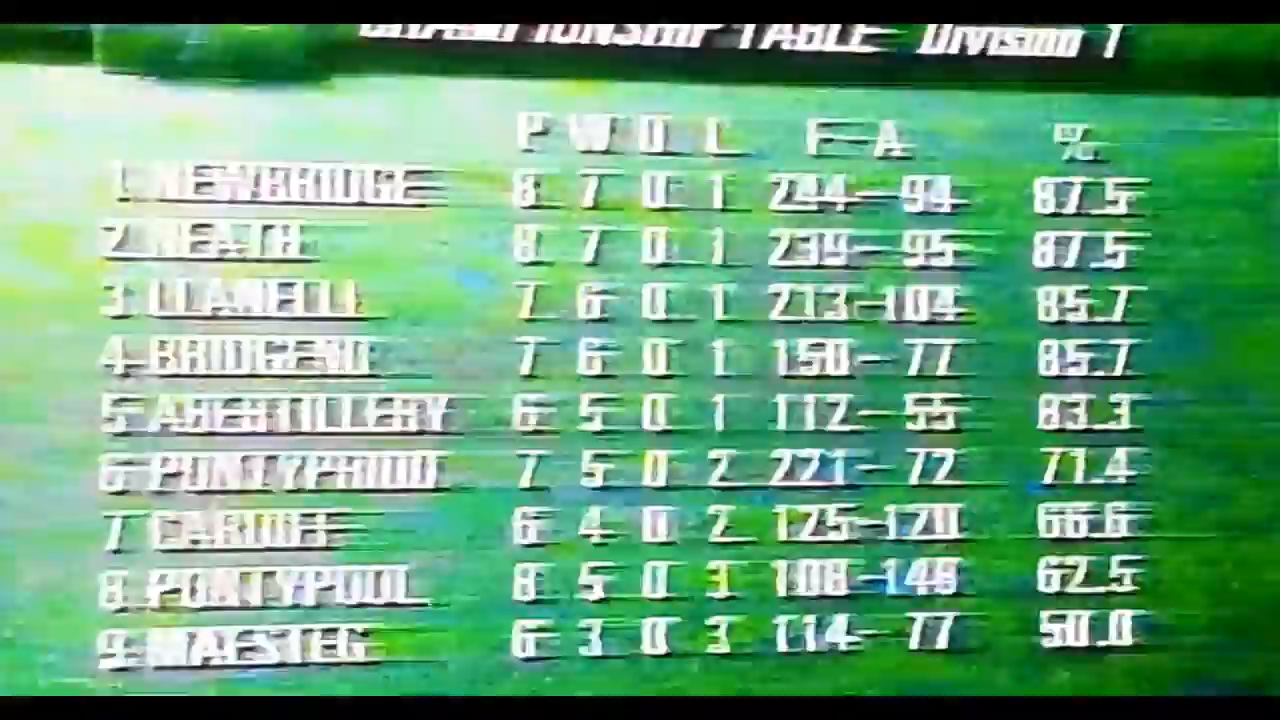 CHAMPIONSHIP TABLE Division 1
P W D L F-A %
1 NEWBRIDGE 8 7 0 1 244- 94 87.5
2 NEATH 8 7 0 1 239- 95 87.5
3 LLANELLI 7 6 0 1 213-104 85.7
4 BRIDGEND 7 6 0 1 150- 77 85.7
5 ABERTILLERY 6 5 0 1 112- 55 83.3
6 PONTYPRIDD 7 5 0 2 221- 72 71.4
7 CARDIFF 6 4 0 2 125-120 66.6
8 PONTYPOOL 8 5 0 3 108-148 62.5
9 MAESTEG 6 3 0 3 114- 77 50.0